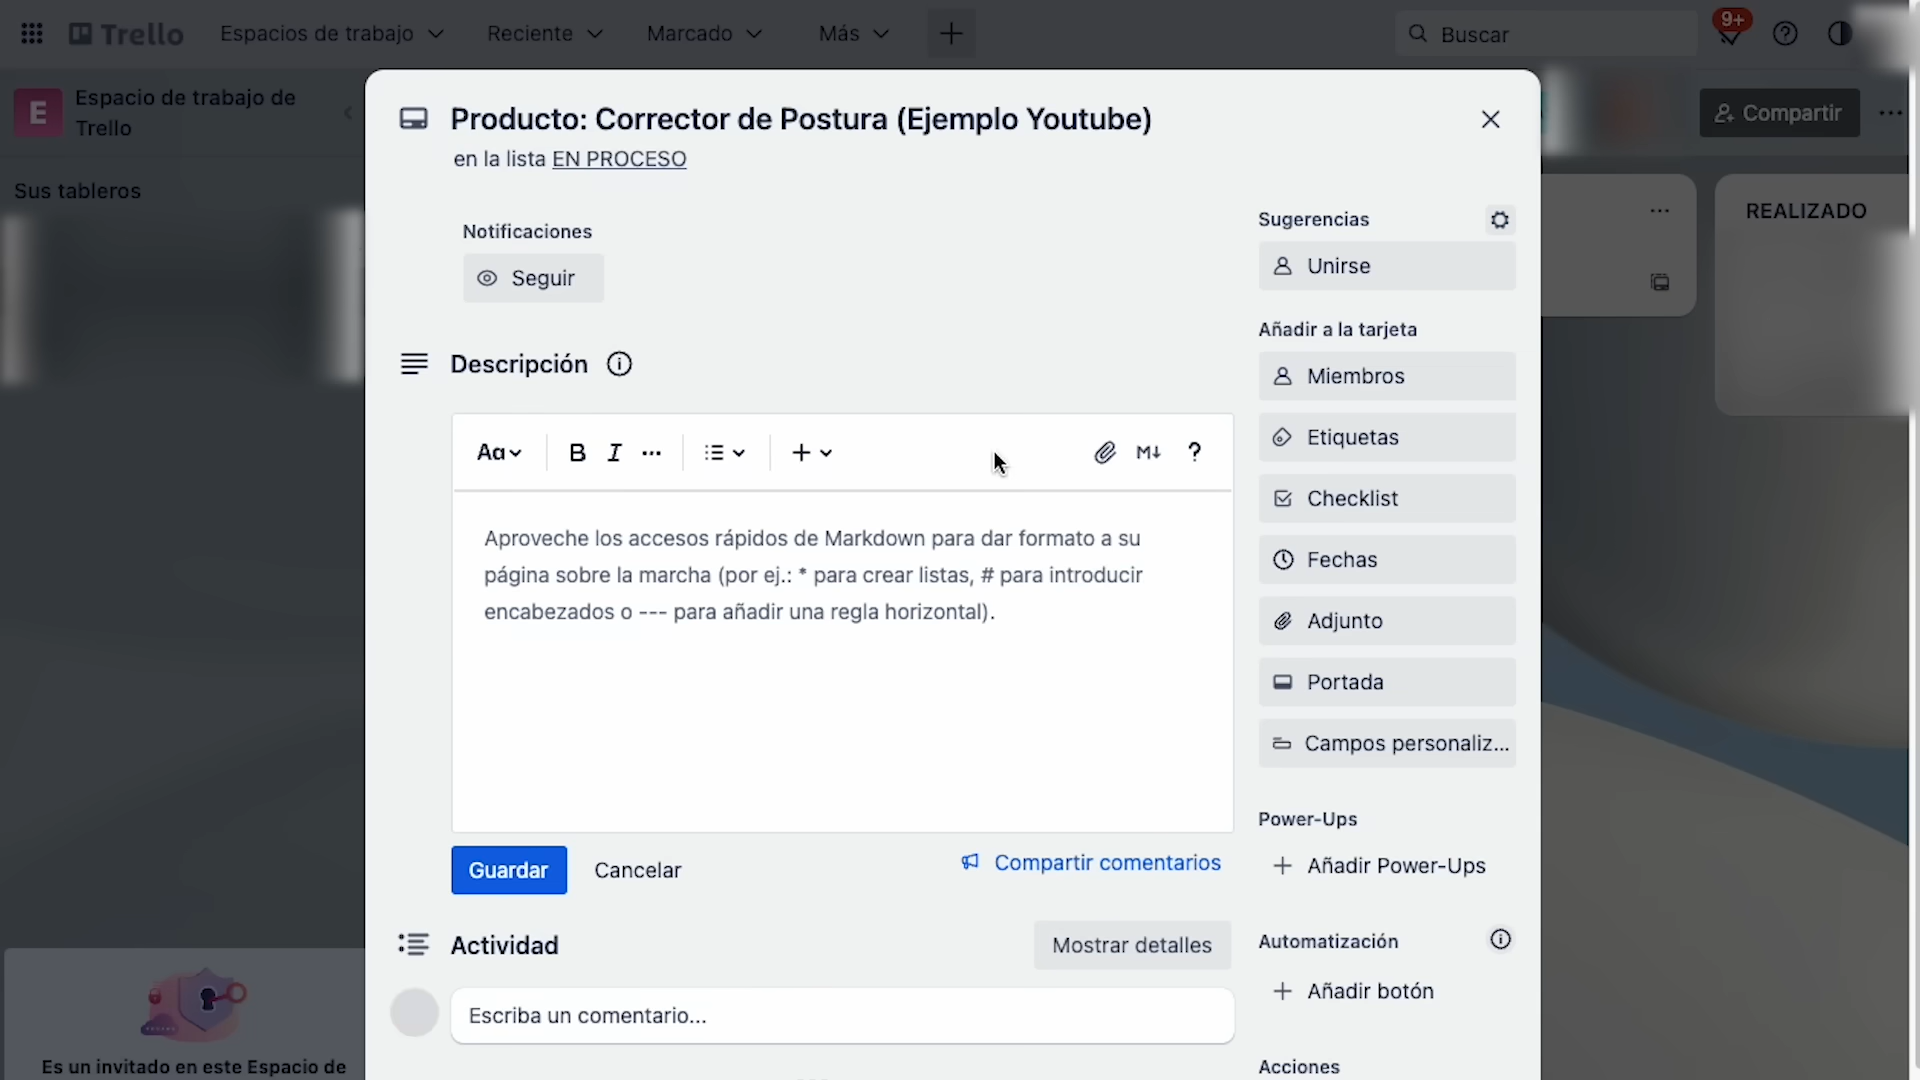 Trello
Espacios de trabajo
Reciente
Marcado
Más
Buscar
9+
E
Espacio de trabajo de
Trello
Compartir
Sus tableros
REALIZADO
Producto: Corrector de Postura (Ejemplo Youtube)
en la lista EN PROCESO
Notificaciones
Seguir
Descripción
Aa
B
I
M↓
?
Aproveche los accesos rápidos de Markdown para dar formato a su
página sobre la marcha (por ej.: * para crear listas, # para introducir
encabezados o --- para añadir una regla horizontal).
Guardar
Cancelar
Compartir comentarios
Actividad
Mostrar detalles
Escriba un comentario...
Sugerencias
Unirse
Añadir a la tarjeta
Miembros
Etiquetas
Checklist
Fechas
Adjunto
Portada
Campos personaliz...
Power-Ups
Añadir Power-Ups
Automatización
Añadir botón
Acciones
Es un invitado en este Espacio de